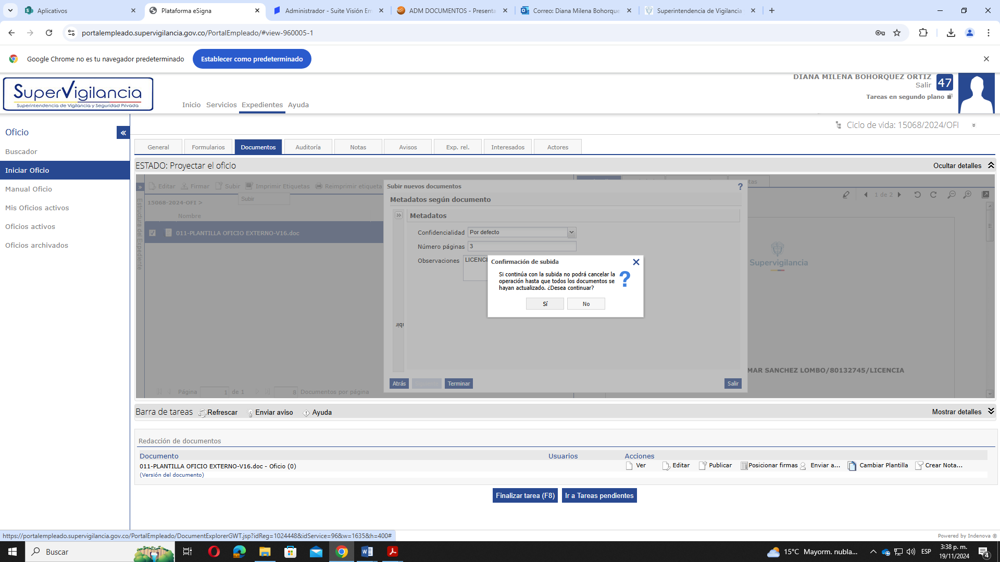 Aplicativos
Plataforma eSigna
Administrador - Suite Visión Em
ADM DOCUMENTOS - Presenta
Correo: Diana Milena Bohorque
Superintendencia de Vigilancia
portalempleado.supervigilancia.gov.co/PortalEmpleado/#view-960005-1
Google Chrome no es tu navegador predeterminado
Establecer como predeterminado
SuperVigilancia
Superintendencia de Vigilancia y Seguridad Privada
Inicio Servicios Expedientes Ayuda
DIANA MILENA BOHORQUEZ ORTIZ
Salir
47
Tareas en segundo plano
Oficio
Buscador
Iniciar Oficio
Manual Oficio
Mis Oficios activos
Oficios activos
Oficios archivados
Ciclo de vida: 15068/2024/OFI
General Formularios Documentos Auditoría Notas Avisos Exp. rel. Interesados Actores
ESTADO: Proyectar el oficio
Ocultar detalles
Estructura del Expediente
Editar Firmar Subir Imprimir Etiquetas Reimprimir etiqueta
Subir
15068-2024-OFI >
Nombre
011-PLANTILLA OFICIO EXTERNO-V16.doc
Página 1 de 1 8 Documentos por página
Subir nuevos documentos
?
Metadatos según documento
Metadatos
Confidencialidad Por defecto
Número páginas 3
Observaciones LICENCI
Confirmación de subida
Si continúa con la subida no podrá cancelar la
operación hasta que todos los documentos se
hayan actualizado. ¿Desea continuar?
?
Sí No
Atrás Terminar Salir
1 de 2
Supervigilancia
MAR SANCHEZ LOMBO/80132745/LICENCIA
Barra de tareas Refrescar Enviar aviso Ayuda
Mostrar detalles
Redacción de documentos
Documento Usuarios Acciones
011-PLANTILLA OFICIO EXTERNO-V16.doc - Oficio (0)
Ver Editar Publicar Posicionar firmas Enviar a... Cambiar Plantilla Crear Nota...
(Versión del documento)
Finalizar tarea (F8) Ir a Tareas pendientes
https://portalempleado.supervigilancia.gov.co/PortalEmpleado/DocumentExplorerGWT.jsp?idReg=1024448&idService=96&w=1635&h=400#
Powered by Indenova ®
Buscar
15°C Mayorm. nubla...
ESP
3:38 p. m.
19/11/2024
4